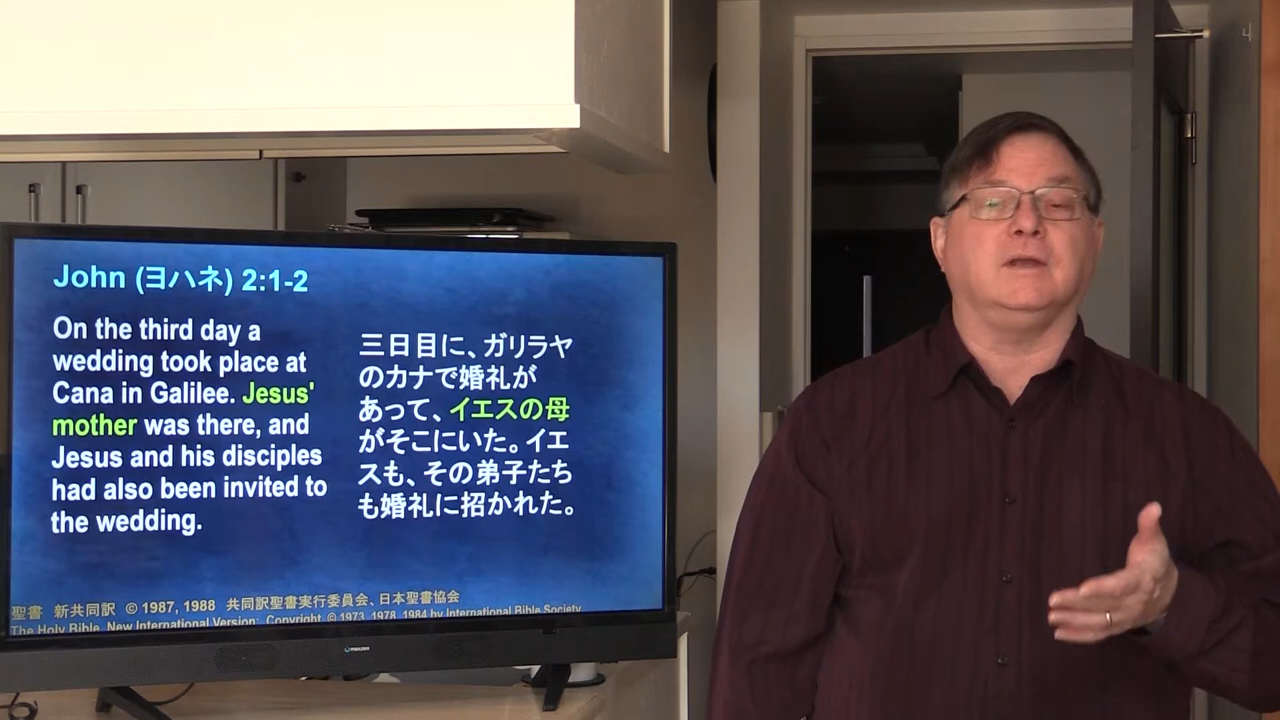 John (ヨハネ) 2:1-2
On the third day a
wedding took place at
Cana in Galilee. Jesus'
mother was there, and
Jesus and his disciples
had also been invited to
the wedding.
三日目に、ガリラヤ
のカナで婚礼が
あって、イエスの母
がそこにいた。イエ
スも、その弟子たち
も婚礼に招かれた。
聖書 新共同訳 © 1987, 1988 共同訳聖書実行委員会、日本聖書協会
The Holy Bible, New International Version; Copyright © 1973, 1978, 1984 by International Bible Society
maxzen